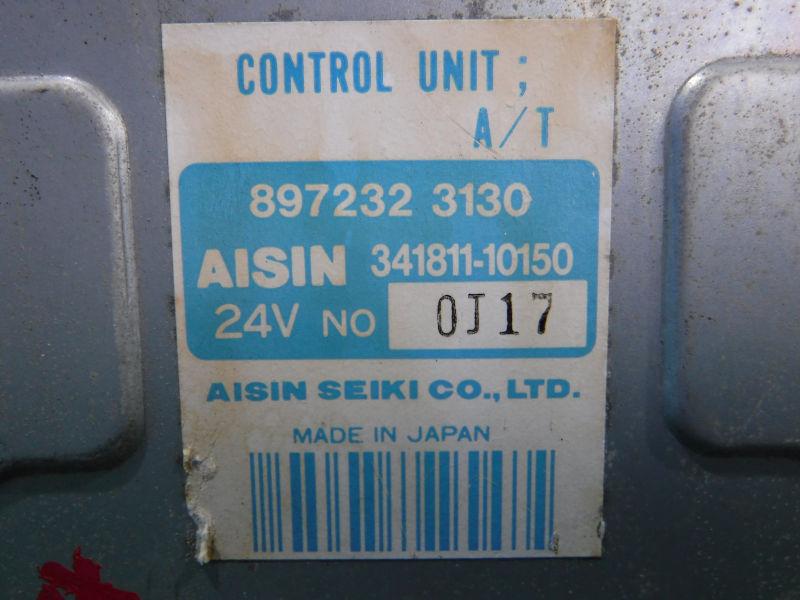 CONTROL UNIT ;
A/T
897232 3130
AISIN 341811-10150
24V NO 0J17
AISIN SEIKI CO., LTD.
MADE IN JAPAN